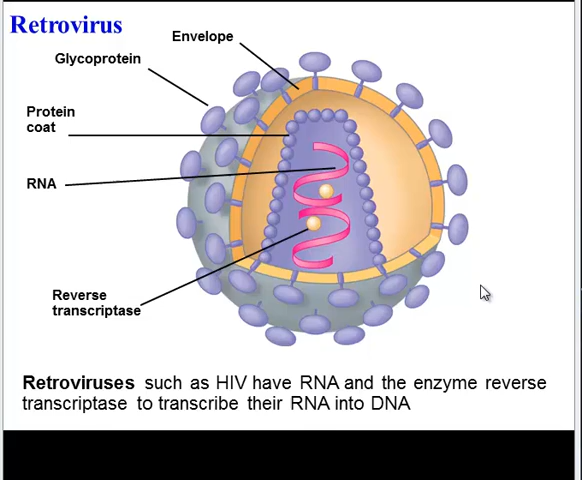 Retrovirus
Envelope
Glycoprotein
Protein
coat
RNA
Reverse
transcriptase
Retroviruses such as HIV have RNA and the enzyme reverse
transcriptase to transcribe their RNA into DNA